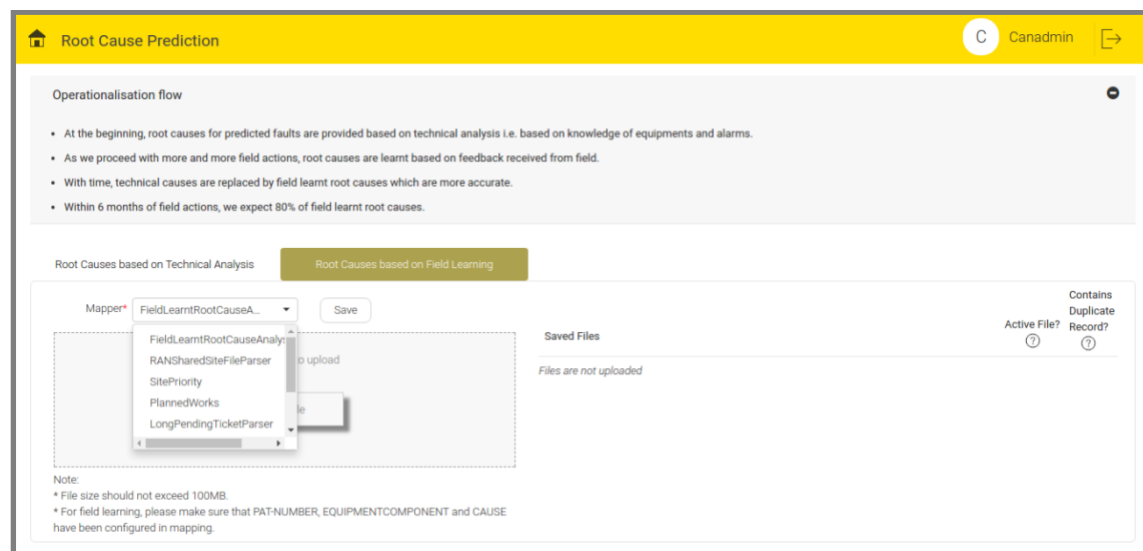 Root Cause Prediction
C
Canadmin
Operationalisation flow
• At the beginning, root causes for predicted faults are provided based on technical analysis i.e. based on knowledge of equipments and alarms.
• As we proceed with more and more field actions, root causes are learnt based on feedback received from field.
• With time, technical causes are replaced by field learnt root causes which are more accurate.
• Within 6 months of field actions, we expect 80% of field learnt root causes.
Root Causes based on Technical Analysis
Root Causes based on Field Learning
Mapper*
FieldLearntRootCauseA...
Save
FieldLearntRootCauseAnaly
RANSharedSiteFileParser
SitePriority
PlannedWorks
LongPendingTicketParser
o upload
le
Saved Files
Active File?
?
Contains
Duplicate
Record?
?
Files are not uploaded
Note:
* File size should not exceed 100MB.
* For field learning, please make sure that PAT-NUMBER, EQUIPMENTCOMPONENT and CAUSE
have been configured in mapping.